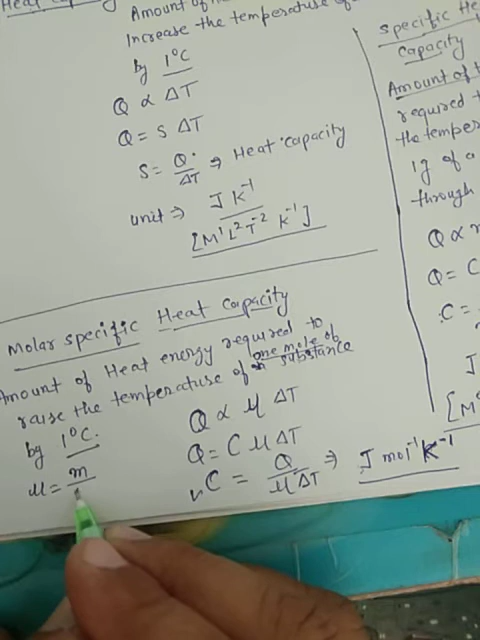 Heat
Amount of
Increase the temperature of
by 1°C
Q ∝ ΔT
Q = S ΔT
S = Q/ΔT ⇒ Heat capacity
unit ⇒ J K⁻¹
[M¹L²T⁻² K⁻¹]
Molar specific Heat Capacity
Amount of Heat energy required to
raise the temperature of one mole of
substance
by 1°C.
Q ∝ μ ΔT
Q = C μ ΔT
C = Q/μΔT ⇒ J mol⁻¹ K⁻¹
μ = m
specific
capacity
Amount of
required
the
1g of a
through
Q ∝
Q = C
C =
J
[M